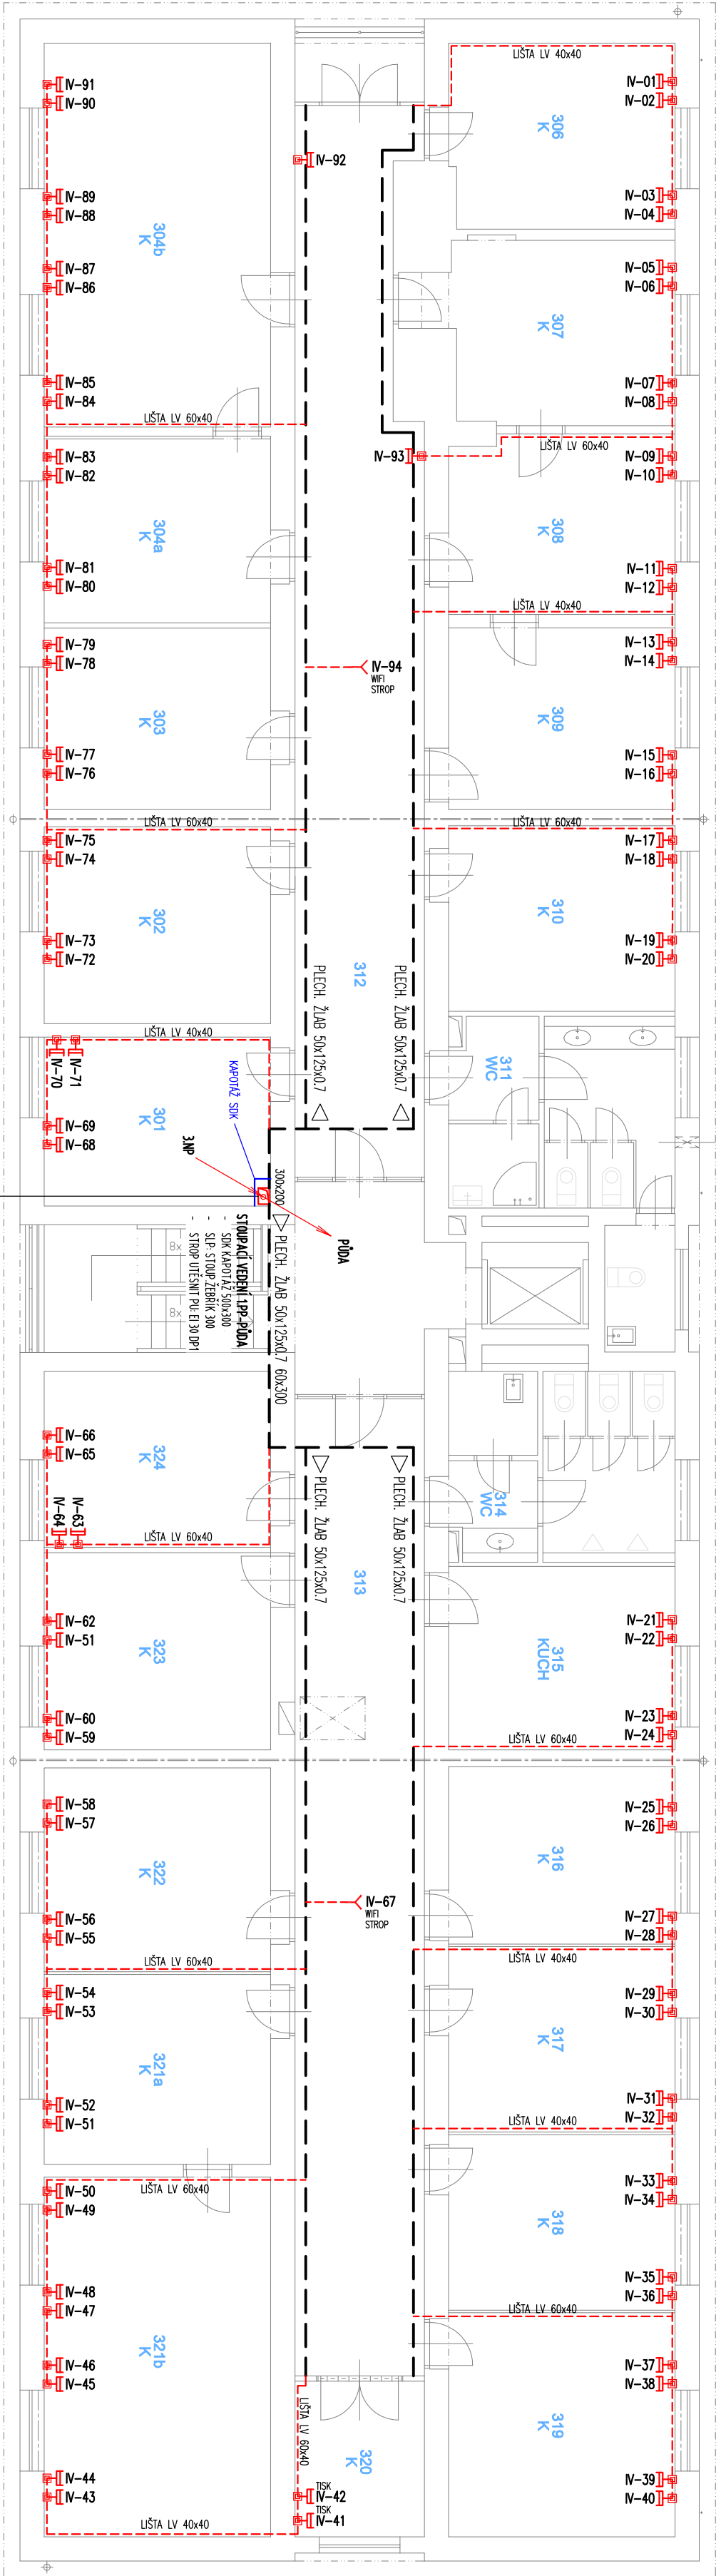 LIŠTA LV 40x40
IV-91
IV-90
IV-01
IV-02
306
K
IV-92
IV-89
IV-88
IV-03
IV-04
304b
K
IV-87
IV-86
IV-05
IV-06
307
K
IV-85
IV-84
IV-07
IV-08
LIŠTA LV 60x40
LIŠTA LV 60x40
IV-83
IV-82
IV-93
IV-09
IV-10
304a
K
308
K
IV-81
IV-80
IV-11
IV-12
LIŠTA LV 40x40
IV-79
IV-78
IV-13
IV-14
IV-94
WIFI
STROP
303
K
309
K
IV-77
IV-76
IV-15
IV-16
LIŠTA LV 60x40
LIŠTA LV 60x40
IV-75
IV-74
IV-17
IV-18
302
K
310
K
IV-73
IV-72
IV-19
IV-20
312
PLECH. ŽLAB 50x125x0.7
PLECH. ŽLAB 50x125x0.7
LIŠTA LV 40x40
IV-71
IV-70
311
WC
KAPOTÁŽ SDK
301
K
IV-69
IV-68
3.NP
300x200
PŮDA
PLECH. ŽLAB 50x125x0.7 60x300
STOUPACÍ VEDENÍ 1.PP-PŮDA
- SDK KAPOTÁŽ 500x300
- SLP: STOUP.ŽEBŘÍK 300
- STROP UTĚSNIT PU: EI 30 DP1
8x
8x
IV-66
IV-65
324
K
IV-63
IV-64
LIŠTA LV 60x40
PLECH. ŽLAB 50x125x0.7
PLECH. ŽLAB 50x125x0.7
314
WC
313
IV-62
IV-51
323
K
315
KUCH
IV-21
IV-22
IV-60
IV-59
IV-23
IV-24
LIŠTA LV 60x40
IV-58
IV-57
IV-25
IV-26
322
K
316
K
IV-67
WIFI
STROP
IV-56
IV-55
IV-27
IV-28
LIŠTA LV 60x40
LIŠTA LV 40x40
IV-54
IV-53
IV-29
IV-30
321a
K
317
K
IV-52
IV-51
IV-31
IV-32
LIŠTA LV 40x40
IV-50
IV-49
LIŠTA LV 60x40
IV-33
IV-34
318
K
IV-48
IV-47
IV-35
IV-36
LIŠTA LV 60x40
321b
K
IV-46
IV-45
IV-37
IV-38
LIŠTA LV 60x40
320
K
319
K
IV-44
IV-43
TISK
IV-42
TISK
IV-41
IV-39
IV-40
LIŠTA LV 40x40